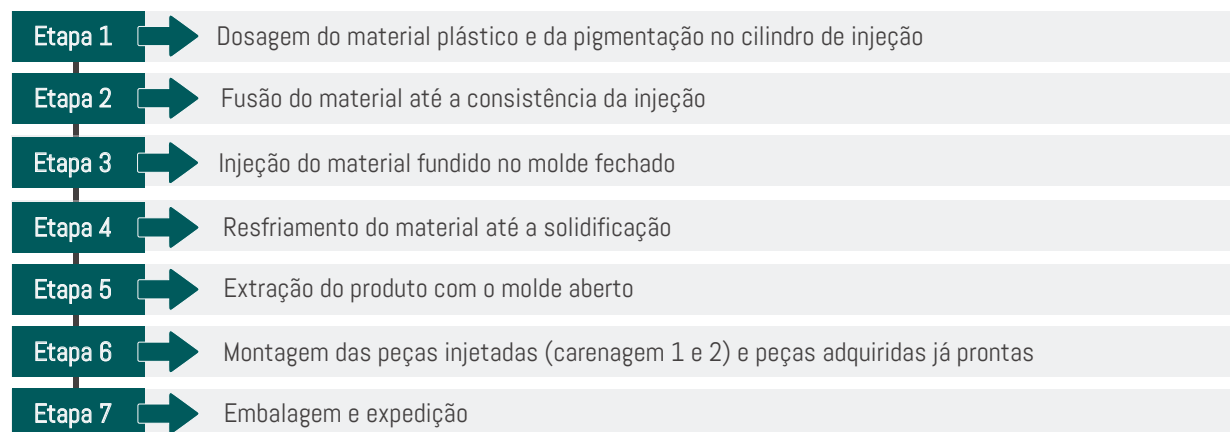 Etapa 1 Dosagem do material plástico e da pigmentação no cilindro de injeção
Etapa 2 Fusão do material até a consistência da injeção
Etapa 3 Injeção do material fundido no molde fechado
Etapa 4 Resfriamento do material até a solidificação
Etapa 5 Extração do produto com o molde aberto
Etapa 6 Montagem das peças injetadas (carenagem 1 e 2) e peças adquiridas já prontas
Etapa 7 Embalagem e expedição